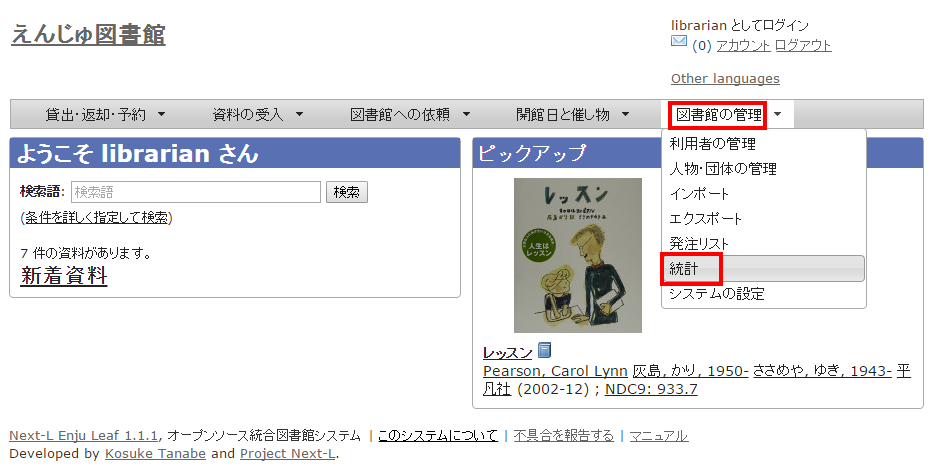 えんじゅ図書館
librarian としてログイン
(0) アカウント ログアウト
Other languages
貸出・返却・予約 資料の受入 図書館への依頼 開館日と催し物 図書館の管理
利用者の管理
人物・団体の管理
インポート
エクスポート
発注リスト
統計
システムの設定
ようこそ librarian さん
検索語: 検索語 検索
(条件を詳しく指定して検索)
7 件の資料があります。
新着資料
ピックアップ
レッスン
人生は
レッスン
レッスン
Pearson, Carol Lynn 灰島, かり, 1950- ささめや, ゆき, 1943- 平
凡社 (2002-12) ; NDC9: 933.7
Next-L Enju Leaf 1.1.1, オープンソース統合図書館システム | このシステムについて | 不具合を報告する | マニュアル
Developed by Kosuke Tanabe and Project Next-L.